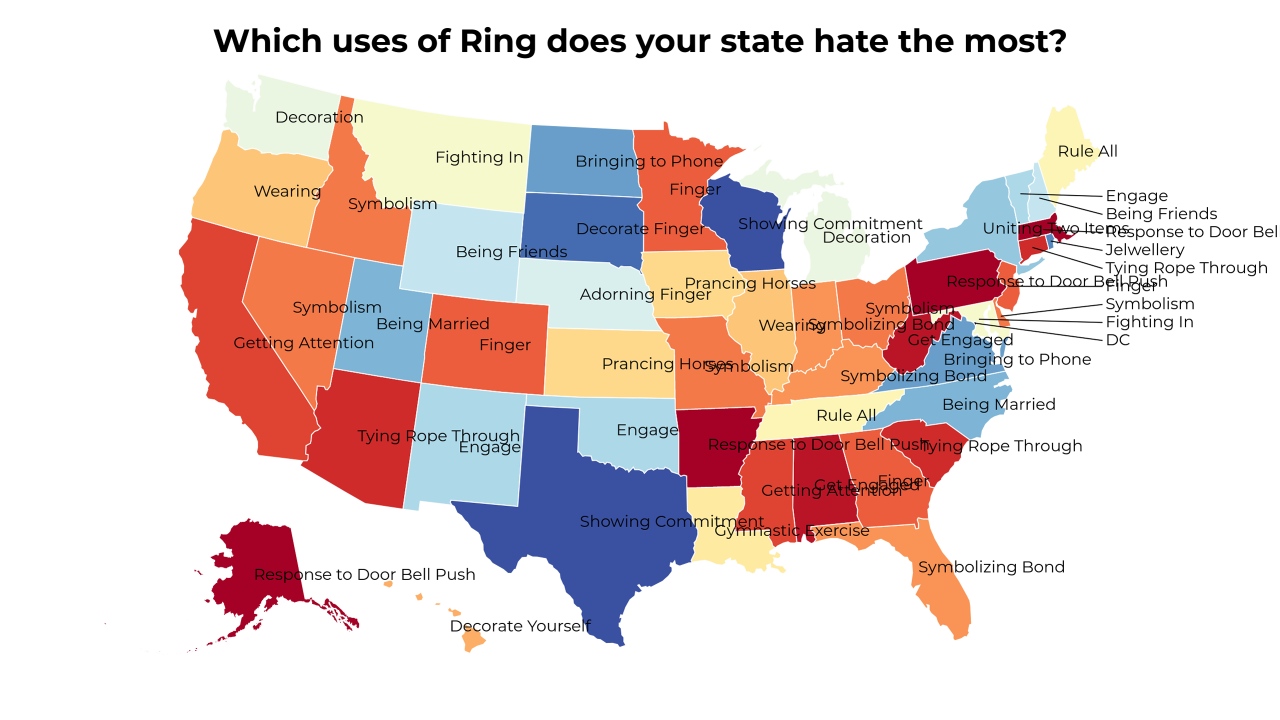 Which uses of Ring does your state hate the most?
Decoration
Rule All
Fighting In
Bringing to Phone
Finger
Wearing
Engage
Symbolism
Being Friends
Showing Commitment
Uniting Two Items
Response to Door Bel
Decorate Finger
Decoration
Being Friends
Jelwellery
Tying Rope Through
Prancing Horses
Response to Door Bell Push
Finger
Adorning Finger
Symbolism
Symbolism
Symbolism
Fighting In
Being Married
Wearing
Symbolizing Bond
Get Engaged
DC
Getting Attention
Finger
Bringing to Phone
Prancing Horses
Symbolism
Symbolizing Bond
Being Married
Rule All
Tying Rope Through
Engage
Engage
Response to Door Bell Push
Tying Rope Through
Finger
Get Engaged
Getting Attention
Showing Commitment
Gymnastic Exercise
Symbolizing Bond
Response to Door Bell Push
Decorate Yourself